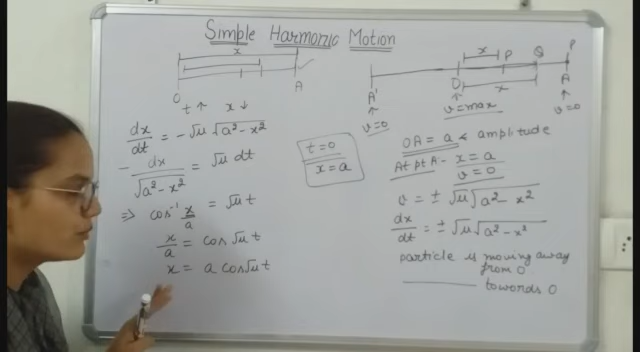 Simple Harmonic Motion
x
O A
t↑ x↓
dx/dt = -√μ √a²-x²
- dx/√a²-x² = √μ dt
⇒ cos⁻¹ x/a = √μ t
x/a = cos √μ t
x = a cos √μ t
t=0
x=a
x P Q P
A' O x A
v=0 v=max v=0
OA = a amplitude
At pt A- x=a
v=0
v = ± √μ √a²-x²
dx/dt = ± √μ √a²-x²
particle is moving away
from O
towards O